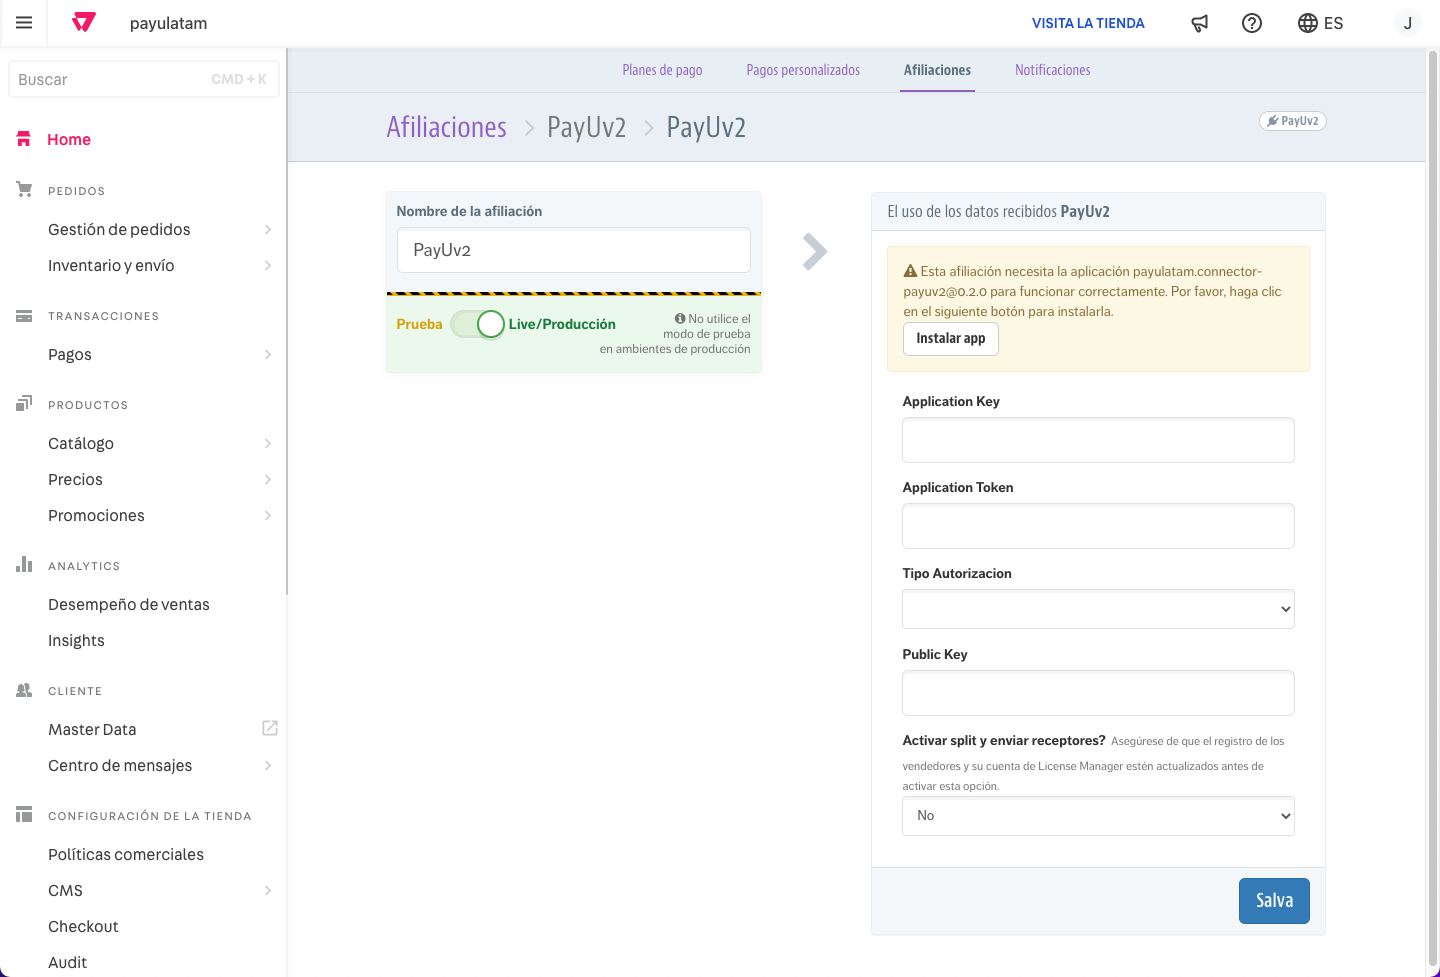 payulatam
VISITA LA TIENDA
ES
J
Buscar
CMD + K
Home
PEDIDOS
Gestión de pedidos
Inventario y envío
TRANSACCIONES
Pagos
PRODUCTOS
Catálogo
Precios
Promociones
ANALYTICS
Desempeño de ventas
Insights
CLIENTE
Master Data
Centro de mensajes
CONFIGURACIÓN DE LA TIENDA
Políticas comerciales
CMS
Checkout
Audit
Planes de pago
Pagos personalizados
Afiliaciones
Notificaciones
Afiliaciones
PayUv2
PayUv2
PayUv2
Nombre de la afiliación
PayUv2
Prueba
Live/Producción
No utilice el
modo de prueba
en ambientes de producción
El uso de los datos recibidos PayUv2
Esta afiliación necesita la aplicación payulatam.connector-
payuv2@0.2.0 para funcionar correctamente. Por favor, haga clic
en el siguiente botón para instalarla.
Instalar app
Application Key
Application Token
Tipo Autorizacion
Public Key
Activar split y enviar receptores? Asegúrese de que el registro de los
vendedores y su cuenta de License Manager estén actualizados antes de
activar esta opción.
No
Salva